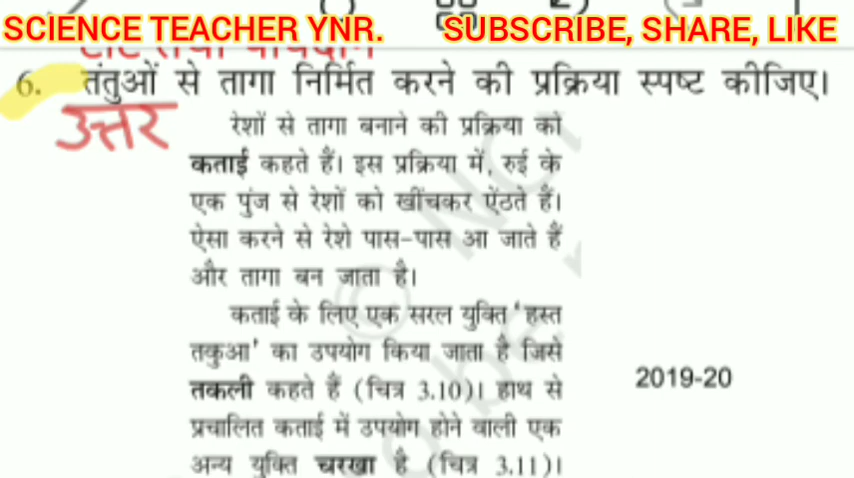 SCIENCE TEACHER YNR. SUBSCRIBE, SHARE, LIKE
6. तंतुओं से तागा निर्मित करने की प्रक्रिया स्पष्ट कीजिए।
उत्तर
रेशों से तागा बनाने की प्रक्रिया को
कताई कहते हैं। इस प्रक्रिया में, रुई के
एक पुंज से रेशों को खींचकर ऐंठते हैं।
ऐसा करने से रेशे पास-पास आ जाते हैं
और तागा बन जाता है।
कताई के लिए एक सरल युक्ति 'हस्त
तकुआ' का उपयोग किया जाता है जिसे
तकली कहते हैं (चित्र 3.10)। हाथ से
प्रचालित कताई में उपयोग होने वाली एक
अन्य युक्ति चरखा है (चित्र 3.11)।
2019-20